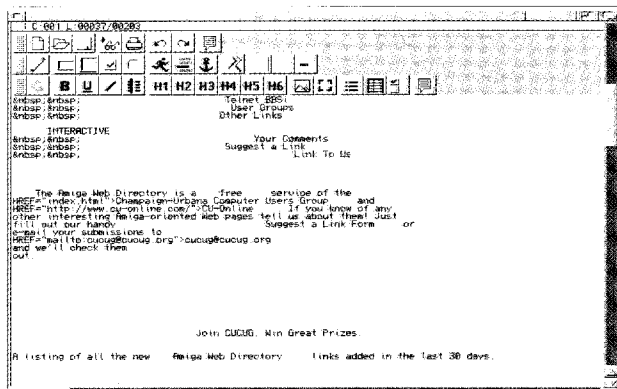 C:001 L:00037/00203
B U H1 H2 H3 H4 H5 H6
&nbsp;&nbsp; Telnet BBSi
&nbsp;&nbsp; User Groups
&nbsp;&nbsp; Other Links
INTERACTIVE
&nbsp;&nbsp; Your Comments
&nbsp;&nbsp; Suggest a Link
&nbsp;&nbsp; Link To Us
The Amiga Web Directory is a free service of the
HREF="index.html">Champaign-Urbana Computer Users Group and
HREF="http://www.cu-online.com/">CU-Online If you know of any
other interesting Amiga-oriented Web pages tell us about them! Just
fill out our handy Suggest a Link Form or
e-mail your submissions to
HREF="mailto:cucug@cucug.org">cucug@cucug.org
and we'll check them
out.
Join CUCUG. Win Great Prizes.
A listing of all the new Amiga Web Directory links added in the last 30 days.